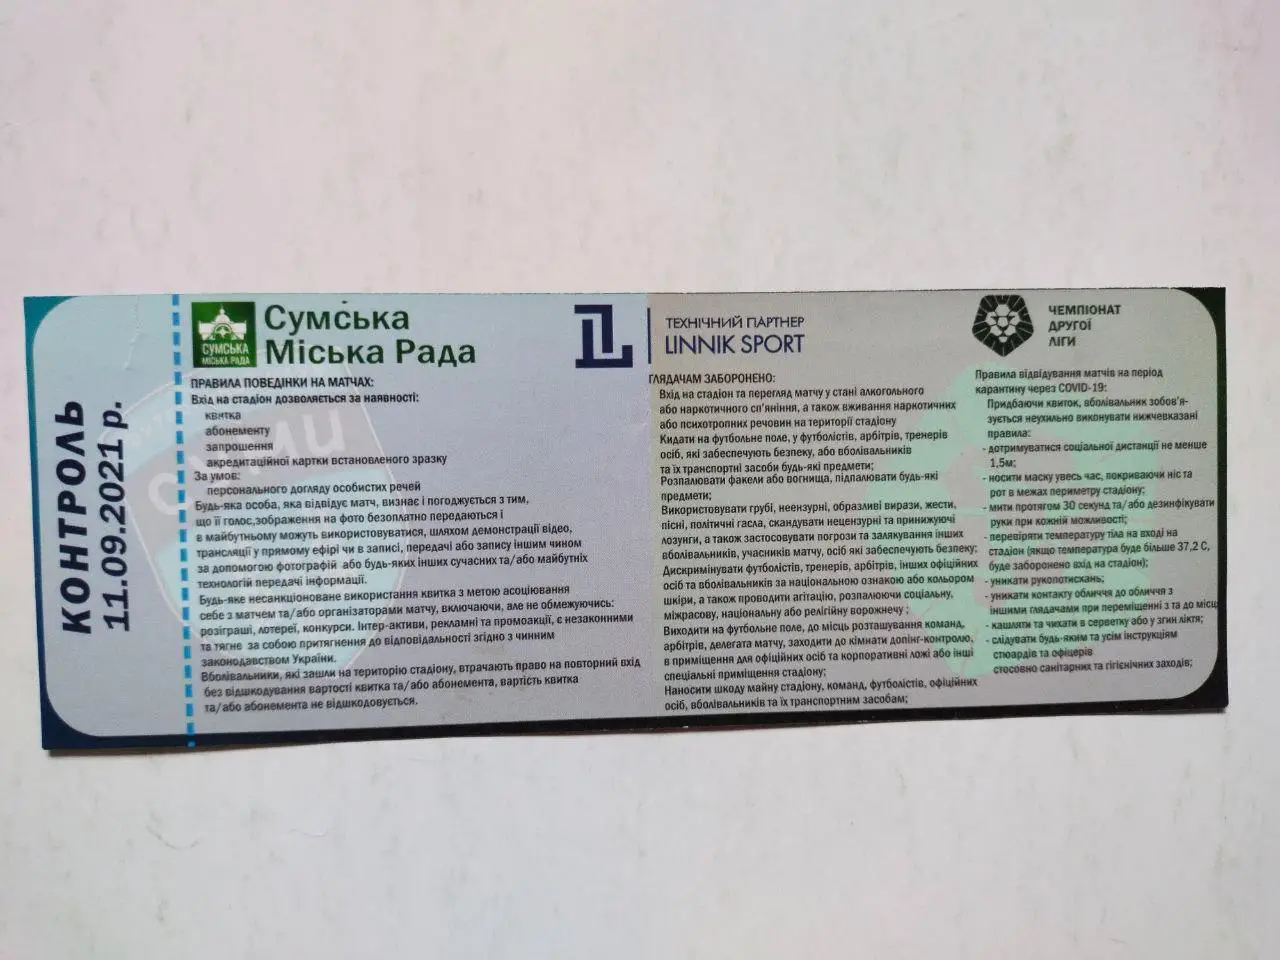 КОНТРОЛЬ
11.09.2021 р.
СУМСЬКА
МІСЬКА РАДА
Сумська
Міська Рада
ПРАВИЛА ПОВЕДІНКИ НА МАТЧАХ:
Вхід на стадіон дозволяється за наявності:
квитка
абонементу
запрошення
акредитаційної картки встановленого зразку
За умов:
персонального догляду особистих речей
Будь-яка особа, яка відвідує матч, визнає і погоджується з тим,
що її голос,зображення на фото безоплатно передаються і
в майбутньому можуть використовуватися, шляхом демонстрації відео,
трансляції у прямому ефірі чи в записі, передачі або запису іншим чином
за допомогою фотографій або будь-яких інших сучасних та/або майбутніх
технологій передачі інформації.
Будь-яке несанкціоноване використання квитка з метою асоціювання
себе з матчем та/або організаторами матчу, включаючи, але не обмежуючись:
розіграші, лотереї, конкурси. Інтер-активи, рекламні та промоакції, є незаконними
та тягне за собою притягнення до відповідальності згідно з чинним
законодавством України.
Вболівальники, які зашли на територію стадіону, втрачають право на повторний вхід
без відшкодування вартості квитка та/або абонемента, вартість квитка
та/або абонемента не відшкодовується.
ТЕХНІЧНИЙ ПАРТНЕР
LINNIK SPORT
ГЛЯДАЧАМ ЗАБОРОНЕНО:
Вхід на стадіон та перегляд матчу у стані алкогольного
або наркотичного сп'яніння, а також вживання наркотичних
або психотропних речовин на території стадіону
Кидати на футбольне поле, у футболістів, арбітрів, тренерів
осіб, які забезпечують безпеку, або вболівальників
та їх транспортні засоби будь-які предмети;
Розпалювати факели або вогнища, підпалювати будь-які
предмети;
Використовувати грубі, неензурні, образливі вирази, жести,
пісні, політичні гасла, скандувати нецензурні та принижуючі
лозунги, а також застосовувати погрози та залякування інших
вболівальників, учасників матчу, осіб які забезпечують безпеку;
Дискримінувати футболістів, тренерів, арбітрів, інших офіційних
осіб та вболівальників за національною ознакою або кольором
шкіри, а також проводити агітацію, розпалюючи соціальну,
міжрасову, національну або релігійну ворожнечу ;
Виходити на футбольне поле, до місць розташування команд,
арбітрів, делегата матчу, заходити до кімнати допінг-контролю,
в приміщення для офіційних осіб та корпоративні ложі або інші
спеціальні приміщення стадіону;
Наносити шкоду майну стадіону, команд, футболістів, офіційних
осіб, вболівальників та їх транспортним засобам;
ЧЕМПІОНАТ
ДРУГОЇ
ЛІГИ
Правила відвідування матчів на період
карантину через COVID-19:
Придбаючи квиток, вболівальник зобов'я-
зується неухильно виконувати нижчевказані
правила:
- дотримуватися соціальної дистанції не менше
1,5м;
- носити маску увесь час, покриваючи ніс та
рот в межах периметру стадіону;
- мити протягом 30 секунд та/або дезинфікувати
руки при кожній можливості;
- перевіряти температуру тіла на вході на
стадіон (якщо температура буде більше 37,2 С,
буде заборонено вхід на стадіон);
- уникати рукопотискань;
- уникати контакту обличчя до обличчя з
іншими глядачами при переміщенні з та до місць
- кашляти та чихати в серветку або у згин ліктя;
- слідувати будь-яким та усім інструкціям
стюардів та офіцерів
стосовно санітарних та гігієнічних заходів;